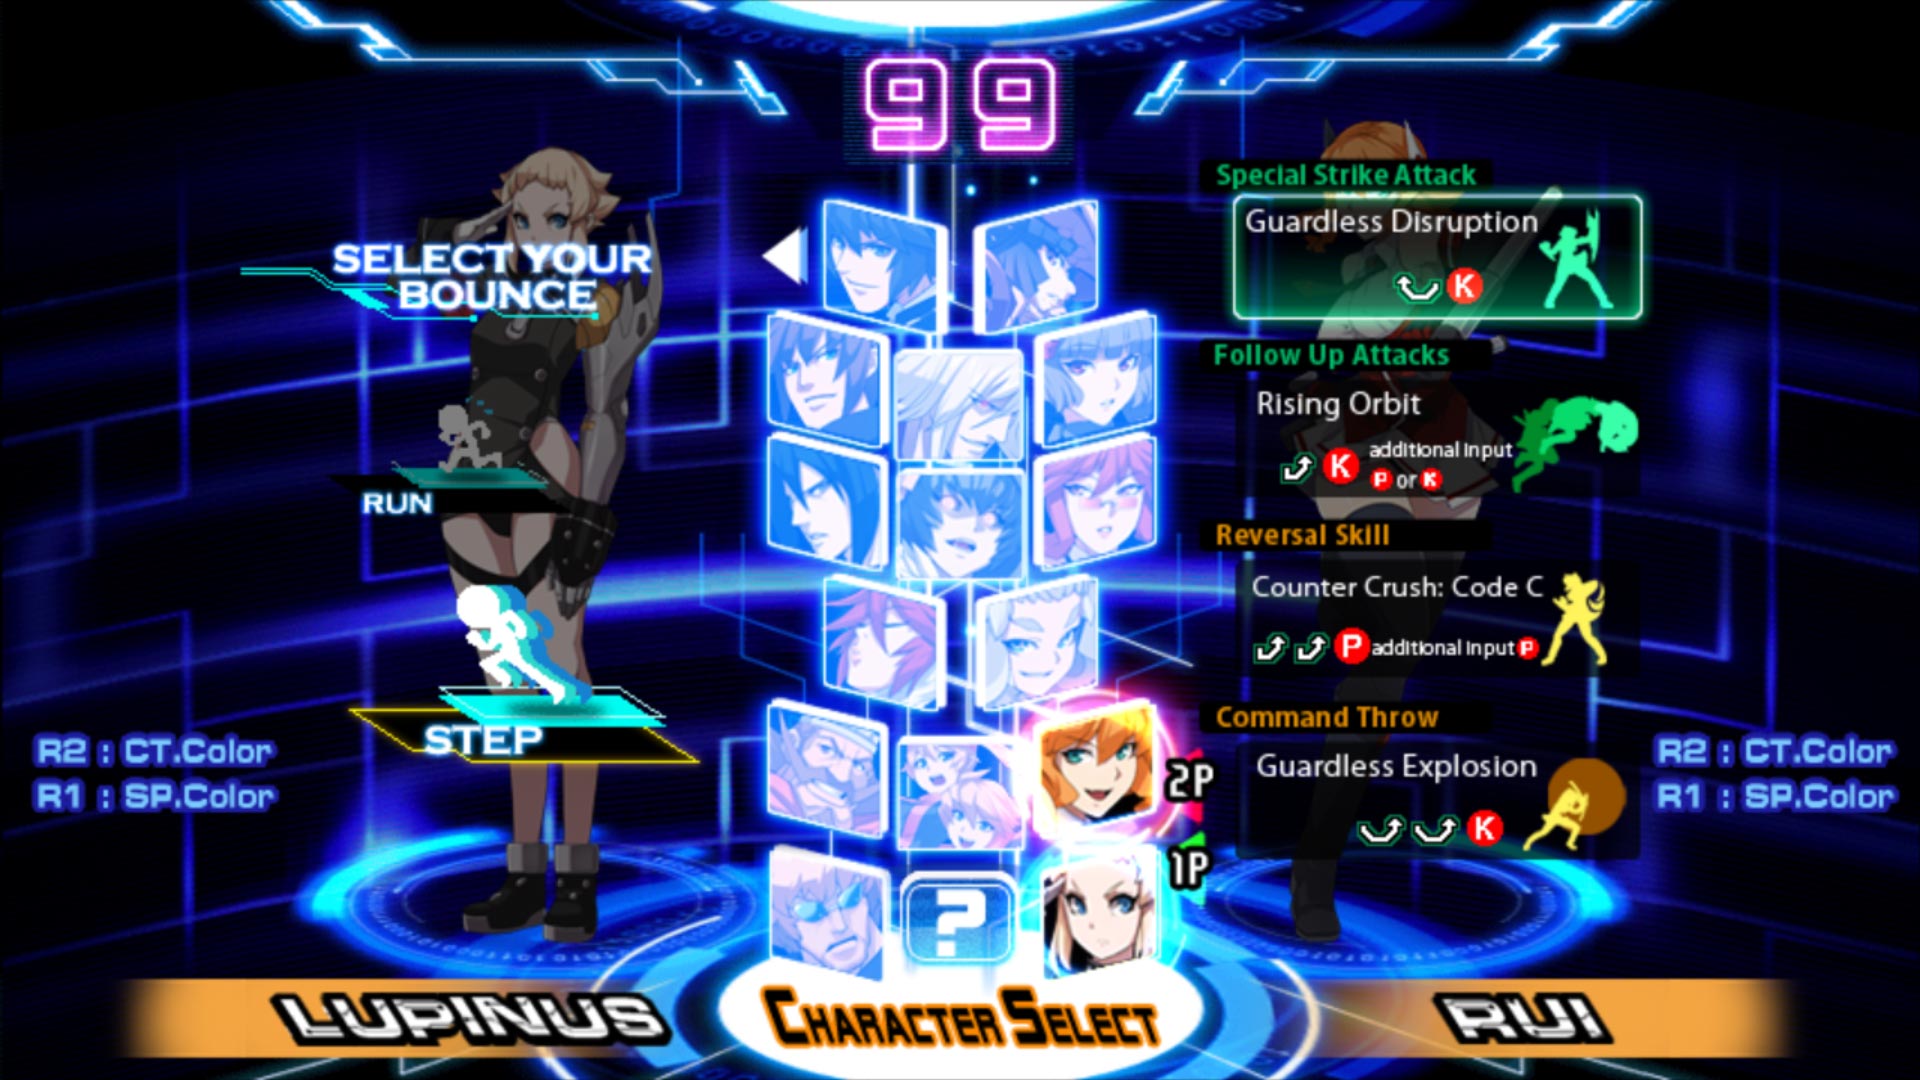 99
SELECT YOUR
BOUNCE
RUN
STEP
R2 : CT.Color
R1 : SP.Color
2P
1P
?
Special Strike Attack
Guardless Disruption
K
Follow Up Attacks
Rising Orbit
K additional input
P or K
Reversal Skill
Counter Crush: Code C
P additional input P
Command Throw
Guardless Explosion
K
R2 : CT.Color
R1 : SP.Color
LUPINUS
CHARACTER SELECT
RUI